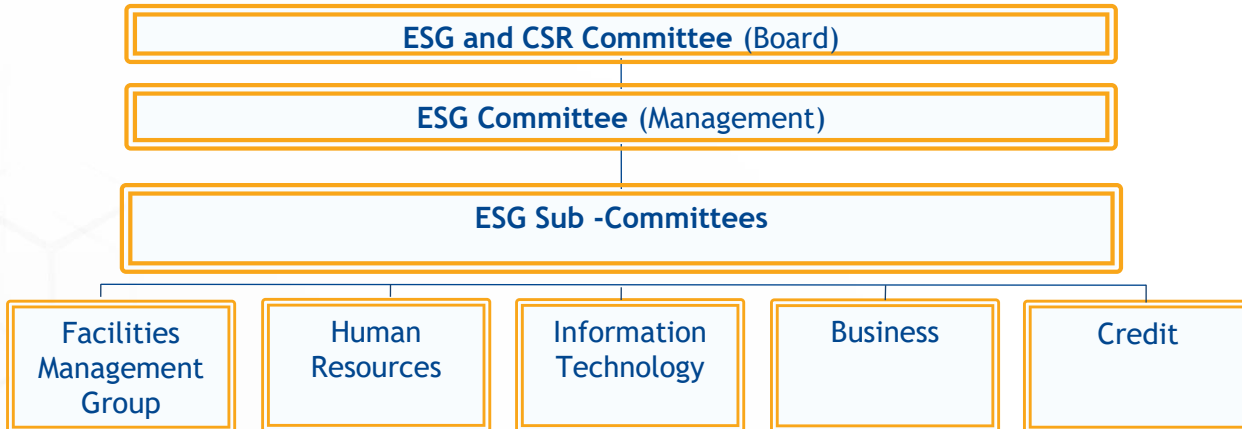 ESG and CSR Committee (Board)
ESG Committee (Management)
ESG Sub -Committees
Facilities
Management
Group
Human
Resources
Information
Technology
Business
Credit